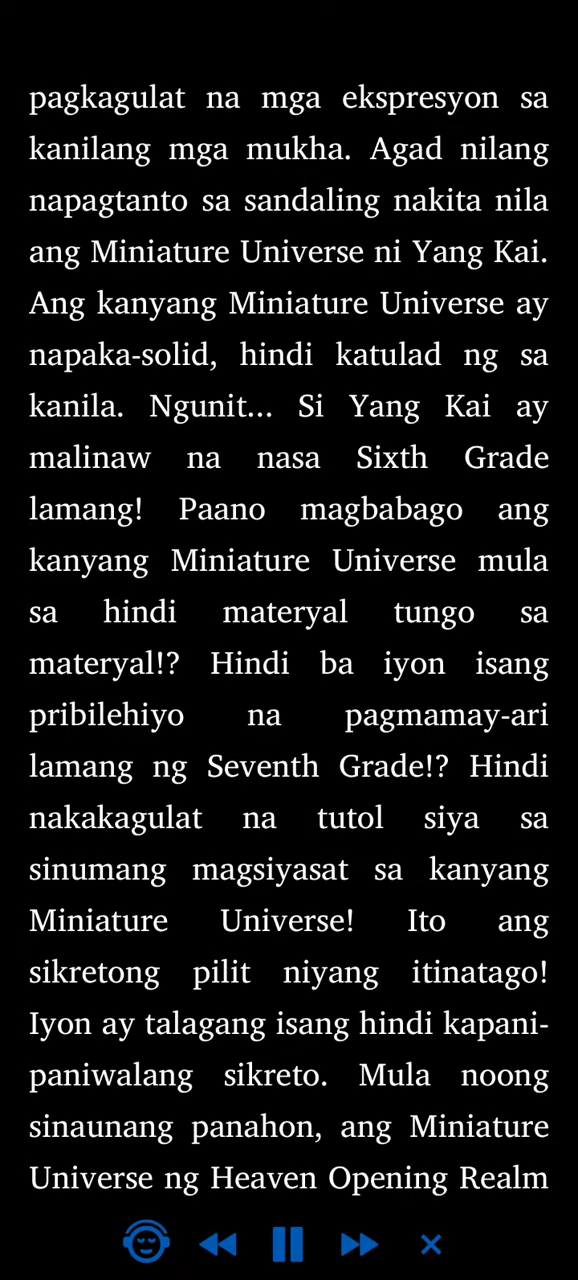 pagkagulat na mga ekspresyon sa
kanilang mga mukha. Agad nilang
napagtanto sa sandaling nakita nila
ang Miniature Universe ni Yang Kai.
Ang kanyang Miniature Universe ay
napaka-solid, hindi katulad ng sa
kanila. Ngunit... Si Yang Kai ay
malinaw na nasa Sixth Grade
lamang! Paano magbabago ang
kanyang Miniature Universe mula
sa hindi materyal tungo sa
materyal!? Hindi ba iyon isang
pribilehiyo na pagmamay-ari
lamang ng Seventh Grade!? Hindi
nakakagulat na tutol siya sa
sinumang magsiyasat sa kanyang
Miniature Universe! Ito ang
sikretong pilit niyang itinatago!
Iyon ay talagang isang hindi kapani-
paniwalang sikreto. Mula noong
sinaunang panahon, ang Miniature
Universe ng Heaven Opening Realm